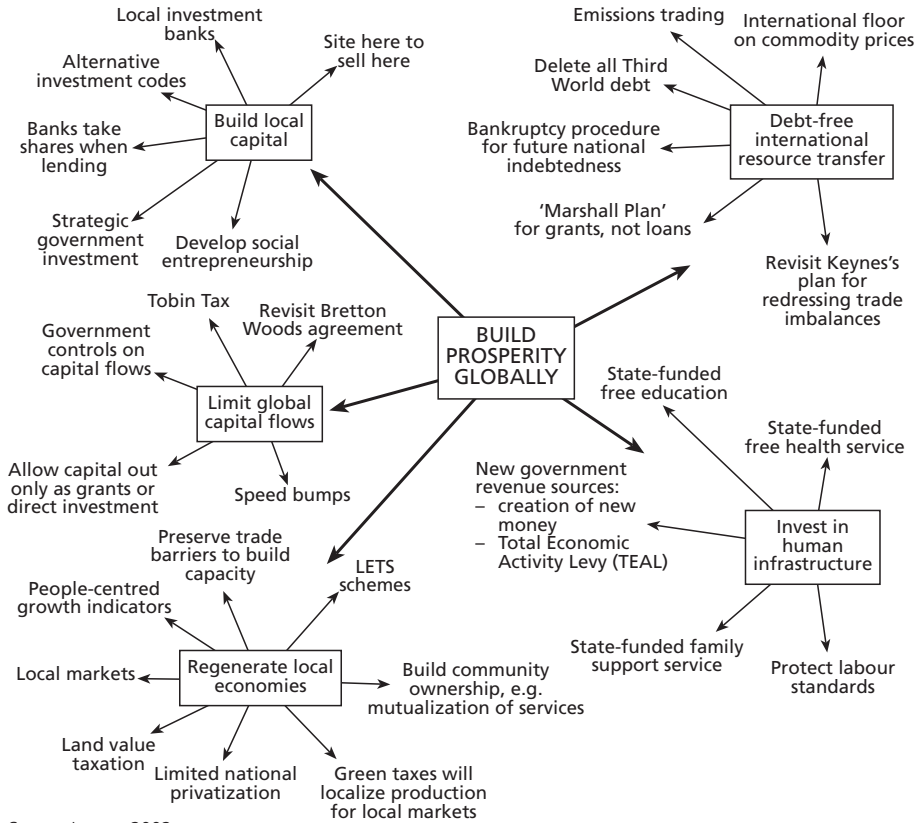 Local investment
banks
Site here to
sell here
Alternative
investment codes
Build local
capital
Banks take
shares when
lending
Strategic
government
investment
Develop social
entrepreneurship
Emissions trading
International floor
on commodity prices
Delete all Third
World debt
Debt-free
international
resource transfer
Bankruptcy procedure
for future national
indebtedness
‘Marshall Plan’
for grants, not loans
Revisit Keynes’s
plan for
redressing trade
imbalances
BUILD
PROSPERITY
GLOBALLY
Tobin Tax
Revisit Bretton
Woods agreement
Government
controls on
capital flows
Limit global
capital flows
Allow capital out
only as grants or
direct investment
Speed bumps
State-funded
free education
State-funded
free health service
New government
revenue sources:
– creation of new
money
– Total Economic
Activity Levy (TEAL)
Invest in
human
infrastructure
State-funded family
support service
Protect labour
standards
Preserve trade
barriers to build
capacity
LETS
schemes
People-centred
growth indicators
Local markets
Regenerate local
economies
Build community
ownership, e.g.
mutualization of services
Land value
taxation
Limited national
privatization
Green taxes will
localize production
for local markets